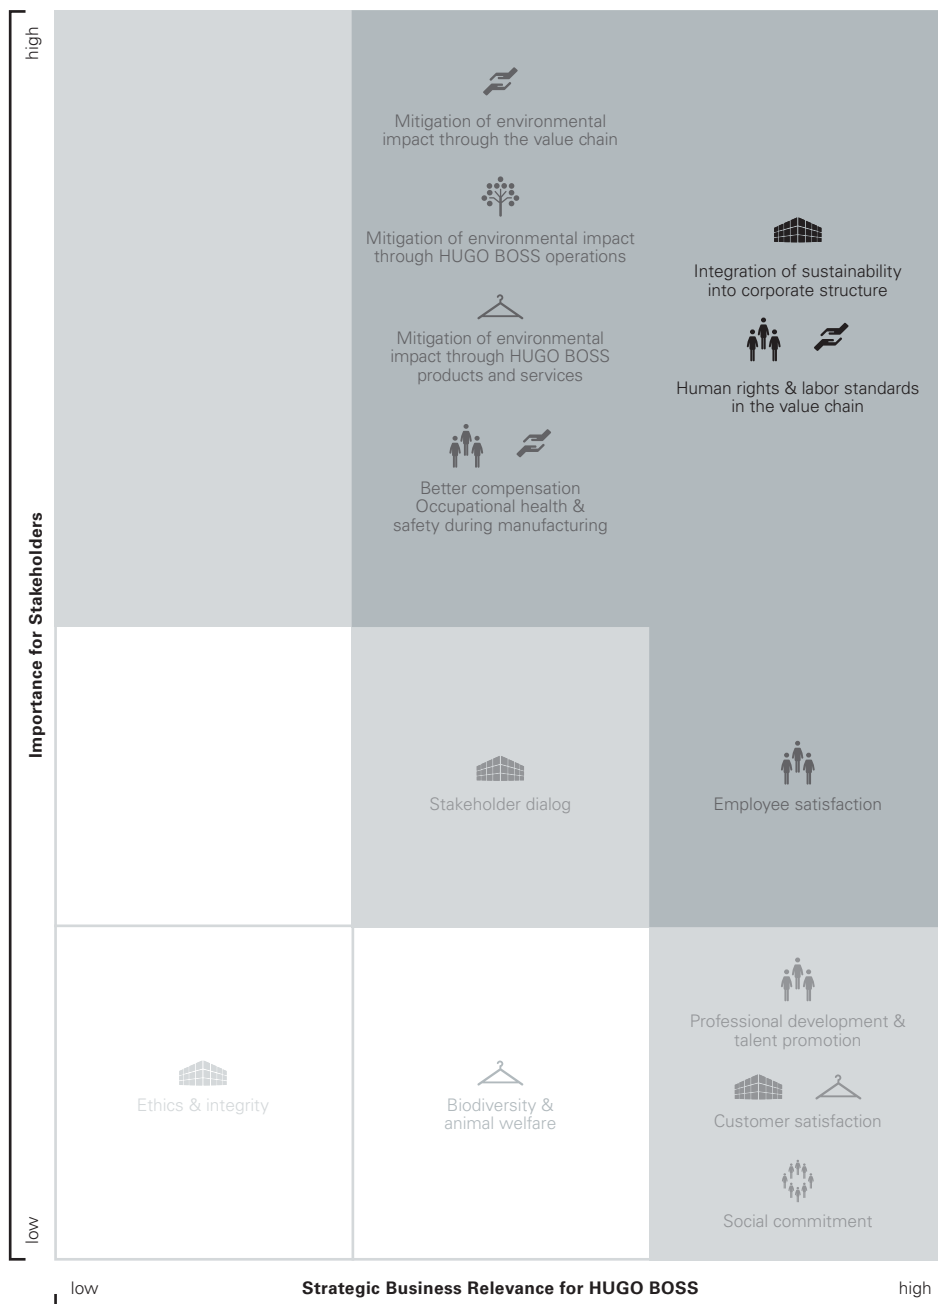 high
Mitigation of environmental
impact through the value chain
Mitigation of environmental impact
through HUGO BOSS operations
Mitigation of environmental
impact through HUGO BOSS
products and services
Better compensation
Occupational health &
safety during manufacturing
Integration of sustainability
into corporate structure
Human rights & labor standards
in the value chain
Importance for Stakeholders
Stakeholder dialog
Employee satisfaction
Ethics & integrity
Biodiversity &
animal welfare
Professional development &
talent promotion
Customer satisfaction
Social commitment
low
low
Strategic Business Relevance for HUGO BOSS
high